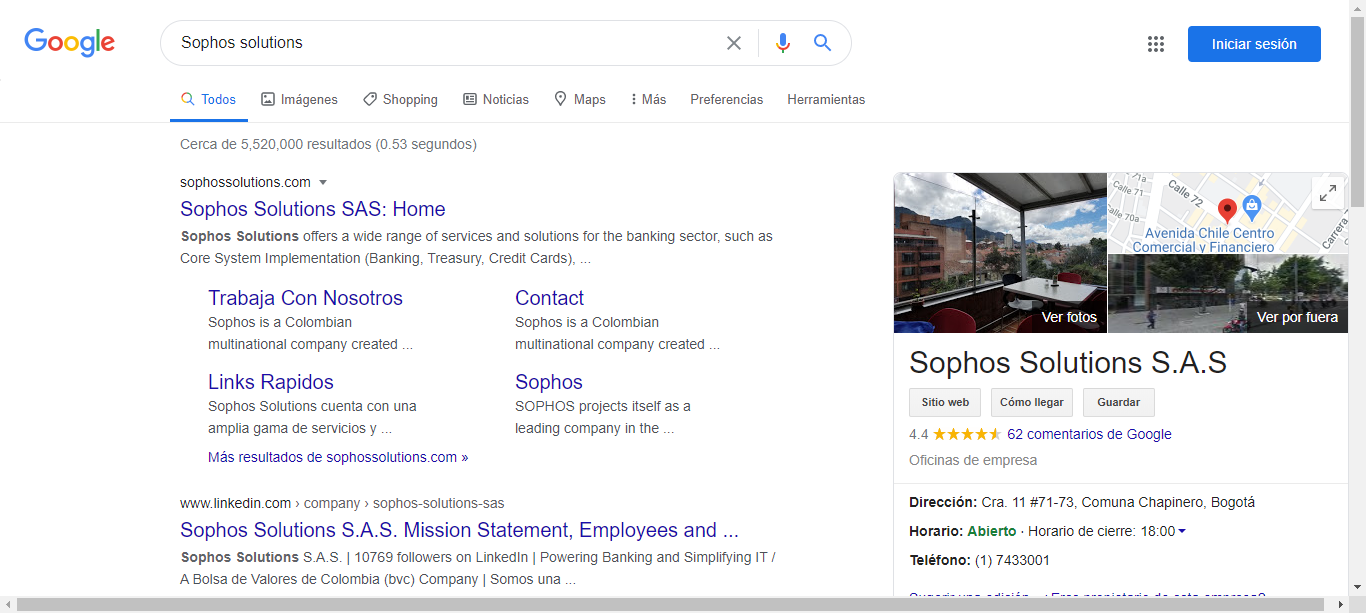 Google
Sophos solutions
Iniciar sesión
Todos
Imágenes
Shopping
Noticias
Maps
Más
Preferencias
Herramientas
Cerca de 5,520,000 resultados (0.53 segundos)
sophossolutions.com
Sophos Solutions SAS: Home
Sophos Solutions offers a wide range of services and solutions for the banking sector, such as
Core System Implementation (Banking, Treasury, Credit Cards), ...
Trabaja Con Nosotros
Sophos is a Colombian
multinational company created ...
Contact
Sophos is a Colombian
multinational company created ...
Links Rapidos
Sophos Solutions cuenta con una
amplia gama de servicios y ...
Sophos
SOPHOS projects itself as a
leading company in the ...
Más resultados de sophossolutions.com »
www.linkedin.com › company › sophos-solutions-sas
Sophos Solutions S.A.S. Mission Statement, Employees and ...
Sophos Solutions S.A.S. | 10769 followers on LinkedIn | Powering Banking and Simplifying IT /
A Bolsa de Valores de Colombia (bvc) Company | Somos una ...
Ver fotos
Calle 71
Calle 72
Avenida Chile Centro
Comercial y Financiero
Ver por fuera
Sophos Solutions S.A.S
Sitio web
Cómo llegar
Guardar
4.4
62 comentarios de Google
Oficinas de empresa
Dirección: Cra. 11 #71-73, Comuna Chapinero, Bogotá
Horario: Abierto · Horario de cierre: 18:00
Teléfono: (1) 7433001